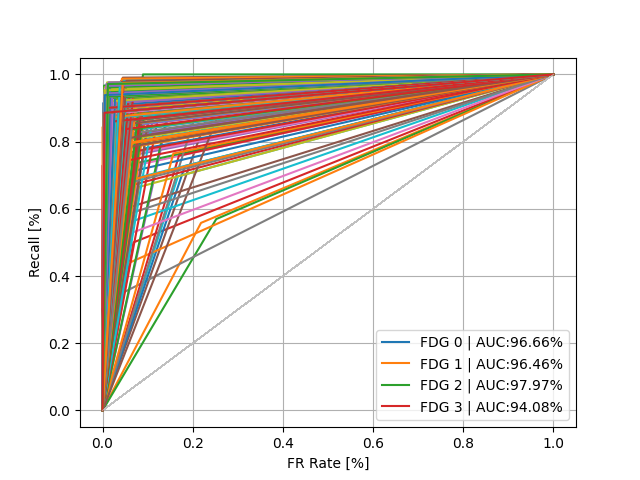 1.0
0.8
0.6
0.4
0.2
0.0
Recall [%]
FDG 0 | AUC:96.66%
FDG 1 | AUC:96.46%
FDG 2 | AUC:97.97%
FDG 3 | AUC:94.08%
0.0 0.2 0.4 0.6 0.8 1.0
FR Rate [%]